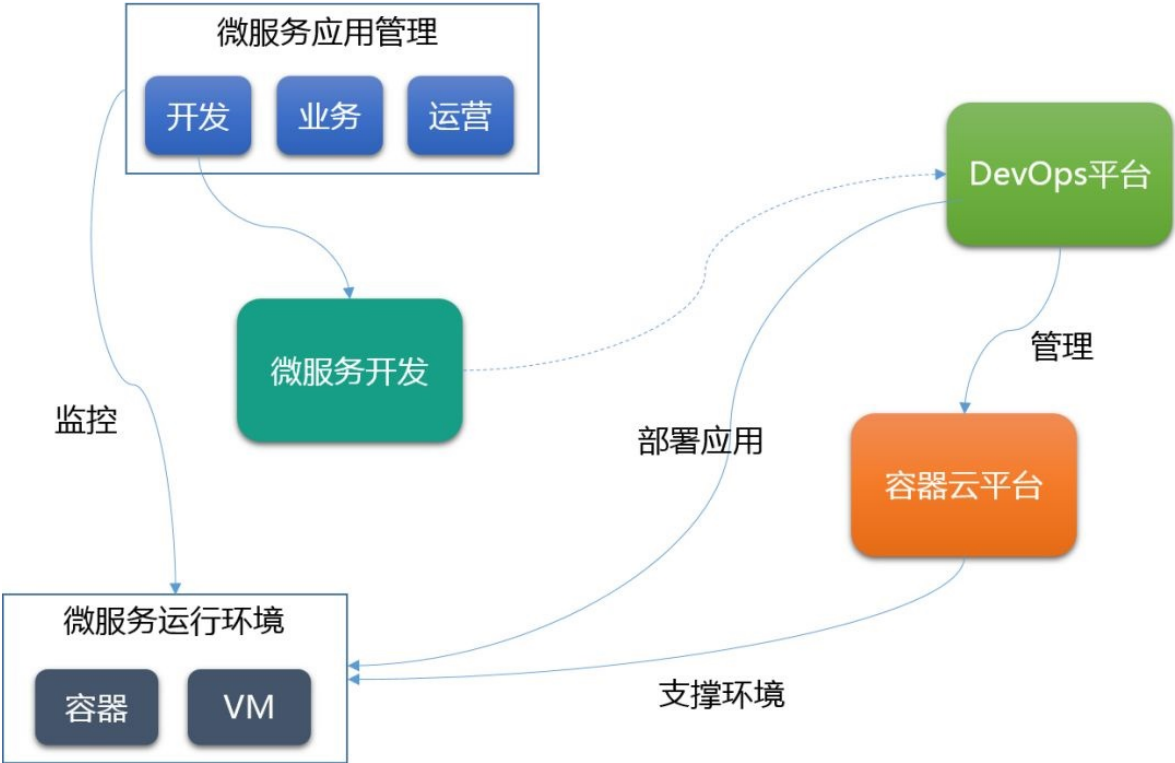 微服务应用管理
开发 业务 运营
DevOps平台
管理
微服务开发
监控
部署应用
容器云平台
微服务运行环境
容器 VM
支撑环境